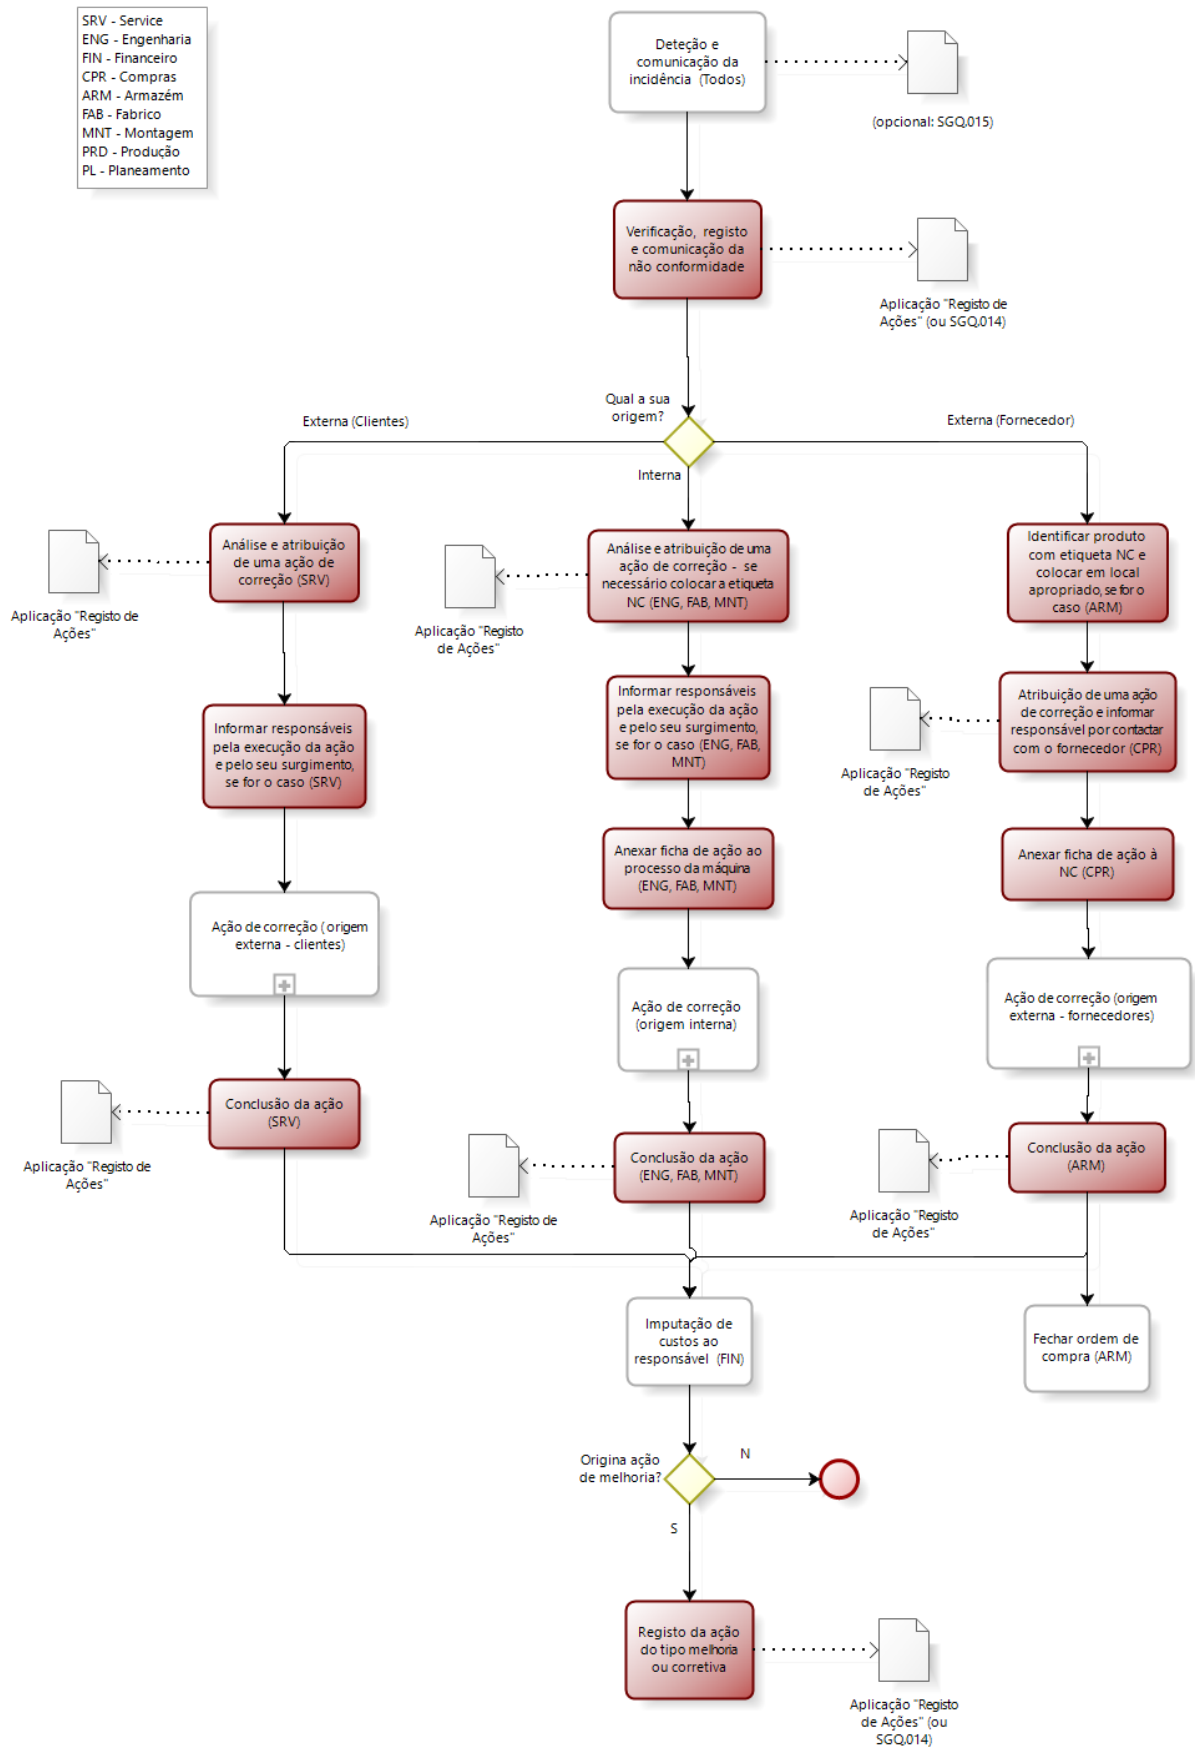 SRV - Service
ENG - Engenharia
FIN - Financeiro
CPR - Compras
ARM - Armazém
FAB - Fabrico
MNT - Montagem
PRD - Produção
PL - Planeamento
Deteção e
comunicação da
incidência (Todos)
(opcional: SGQ.015)
Verificação, registo
e comunicação da
não conformidade
Aplicação "Registo de
Ações" (ou SGQ.014)
Qual a sua
origem?
Externa (Clientes)
Interna
Externa (Fornecedor)
Análise e atribuição
de uma ação de
correção (SRV)
Aplicação "Registo de
Ações"
Análise e atribuição de uma
ação de correção - se
necessário colocar a etiqueta
NC (ENG, FAB, MNT)
Aplicação "Registo
de Ações"
Identificar produto
com etiqueta NC e
colocar em local
apropriado, se for o
caso (ARM)
Informar responsáveis
pela execução da ação
e pelo seu surgimento,
se for o caso (SRV)
Informar responsáveis
pela execução da ação
e pelo seu surgimento,
se for o caso (ENG, FAB,
MNT)
Atribuição de uma ação
de correção e informar
responsável por contactar
com o fornecedor (CPR)
Aplicação "Registo
de Ações"
Anexar ficha de ação ao
processo da máquina
(ENG, FAB, MNT)
Anexar ficha de ação à
NC (CPR)
Ação de correção ( origem
externa - clientes)
Ação de correção
(origem interna)
Ação de correção (origem
externa - fornecedores)
Conclusão da ação
(SRV)
Aplicação "Registo de
Ações"
Conclusão da ação
(ENG, FAB, MNT)
Aplicação "Registo de
Ações"
Conclusão da ação
(ARM)
Aplicação "Registo
de Ações"
Imputação de
custos ao
responsável (FIN)
Fechar ordem de
compra (ARM)
Origina ação
de melhoria?
N
S
Registo da ação
do tipo melhoria
ou corretiva
Aplicação "Registo
de Ações" (ou
SGQ.014)